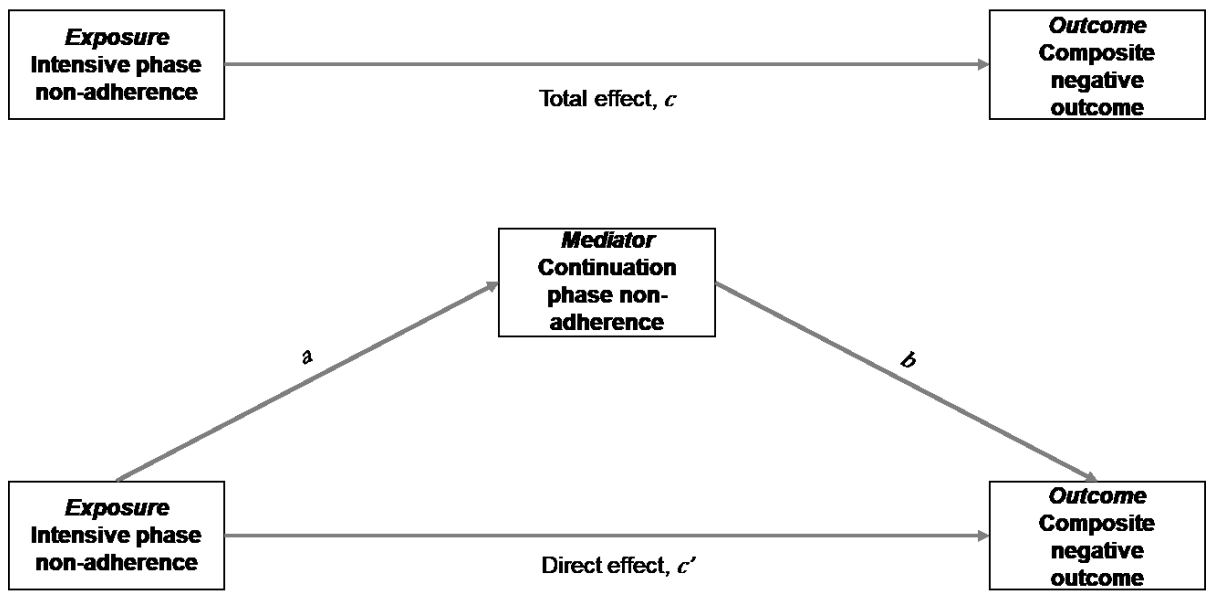 Exposure
Intensive phase
non-adherence
Outcome
Composite
negative
outcome
Total effect, c
Mediator
Continuation
phase non-
adherence
a
b
Exposure
Intensive phase
non-adherence
Outcome
Composite
negative
outcome
Direct effect, c’